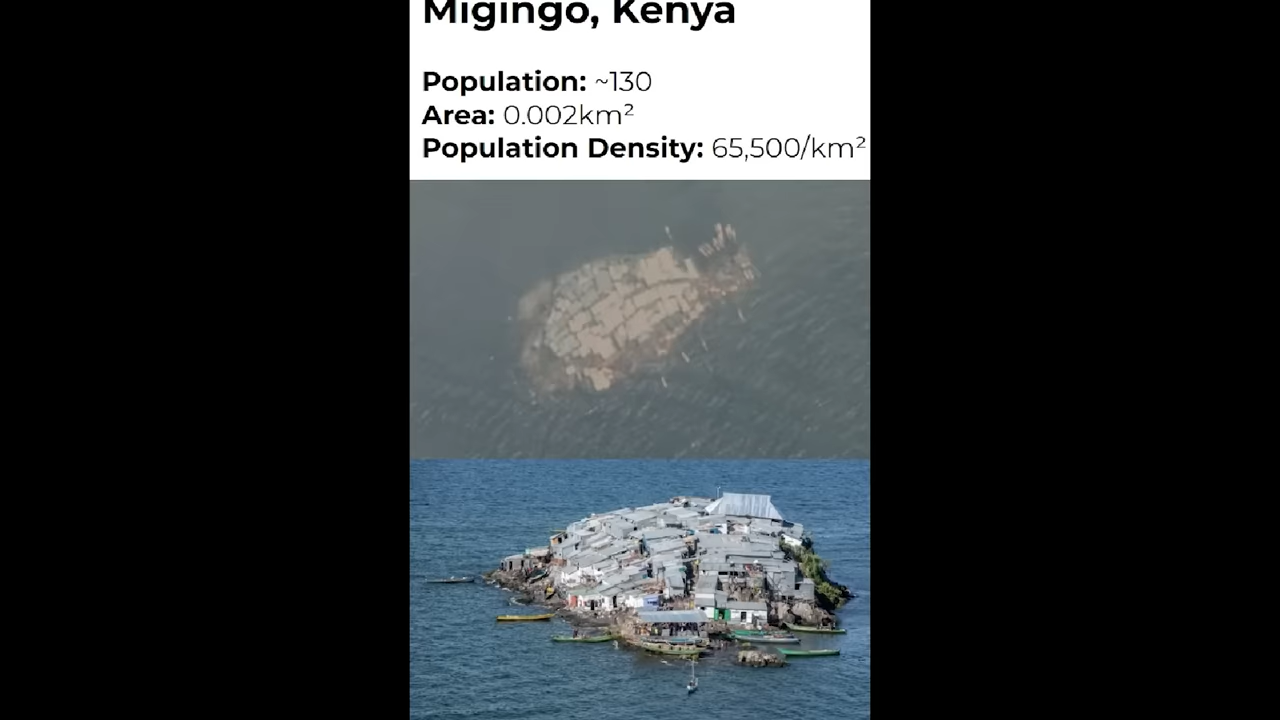 Migingo, Kenya
Population: ~130
Area: 0.002km²
Population Density: 65,500/km²